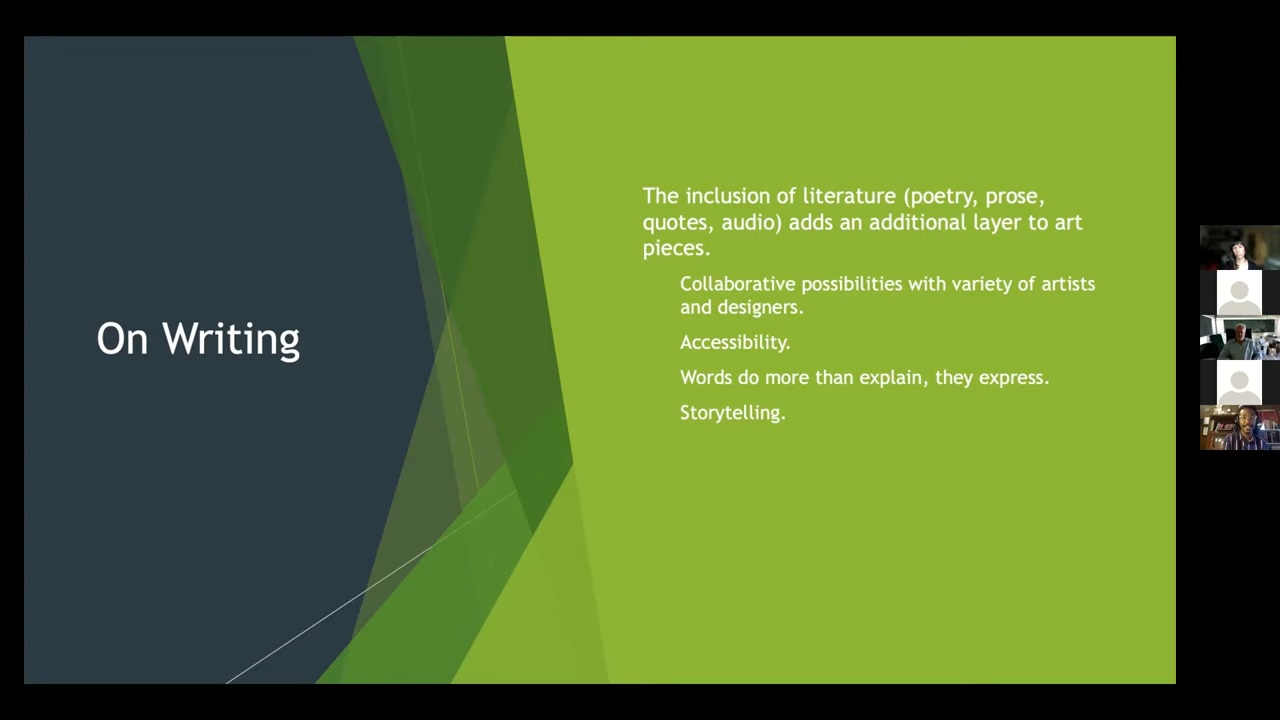 On Writing
The inclusion of literature (poetry, prose,
quotes, audio) adds an additional layer to art
pieces.
Collaborative possibilities with variety of artists
and designers.
Accessibility.
Words do more than explain, they express.
Storytelling.